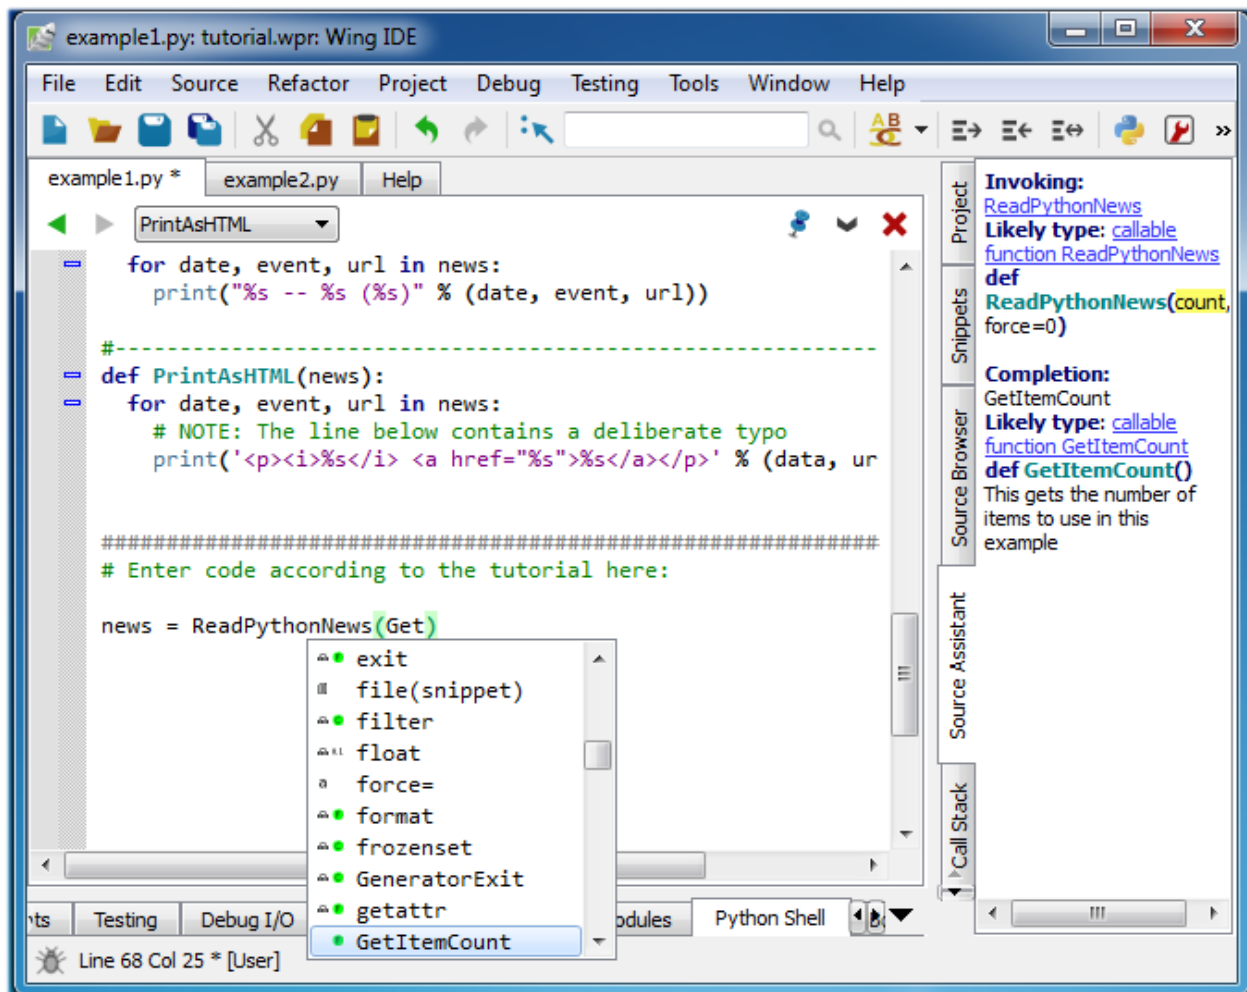 example1.py: tutorial.wpr: Wing IDE
File Edit Source Refactor Project Debug Testing Tools Window Help
example1.py * example2.py Help
PrintAsHTML
for date, event, url in news:
print("%s -- %s (%s)" % (date, event, url))
#-----------------------------------------------------------
def PrintAsHTML(news):
for date, event, url in news:
# NOTE: The line below contains a deliberate typo
print('<p><i>%s</i> <a href="%s">%s</a></p>' % (data, ur
############################################################
# Enter code according to the tutorial here:
news = ReadPythonNews(Get)
exit
file(snippet)
filter
float
force=
format
frozenset
GeneratorExit
getattr
GetItemCount
Project
Snippets
Source Browser
Source Assistant
Call Stack
Invoking:
ReadPythonNews
Likely type: callable
function ReadPythonNews
def
ReadPythonNews(count,
force=0)
Completion:
GetItemCount
Likely type: callable
function GetItemCount
def GetItemCount()
This gets the number of
items to use in this
example
Testing Debug I/O Python Shell
Line 68 Col 25 * [User]